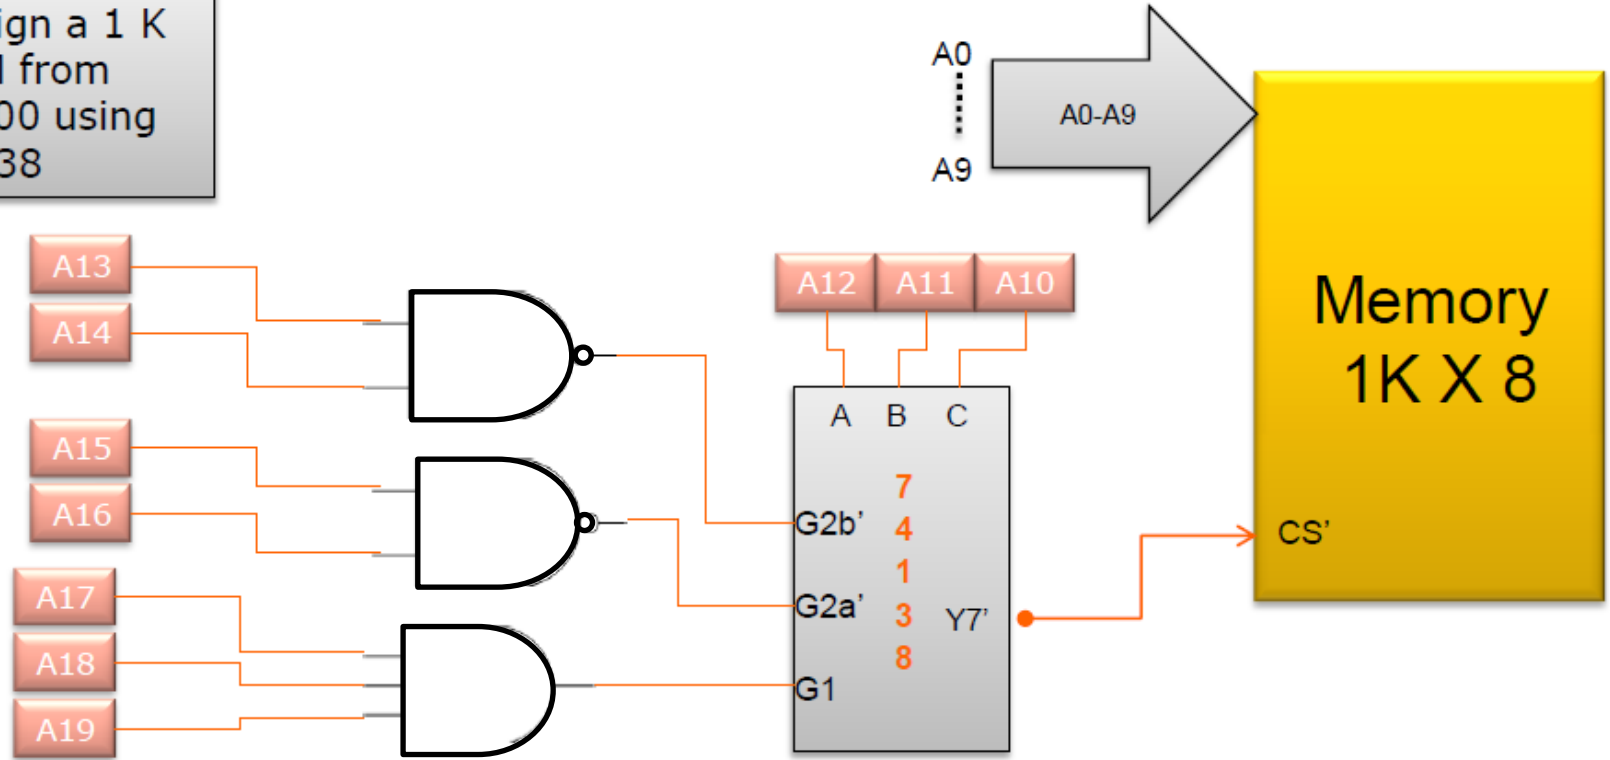 ign a 1 K
from
00 using
38
A0
A9
A0-A9
A13
A14
A12 A11 A10
Memory
1K X 8
A B C
A15
A16
7
4
1
3
8
G2b’
CS’
G2a’
Y7’
A17
A18
A19
G1